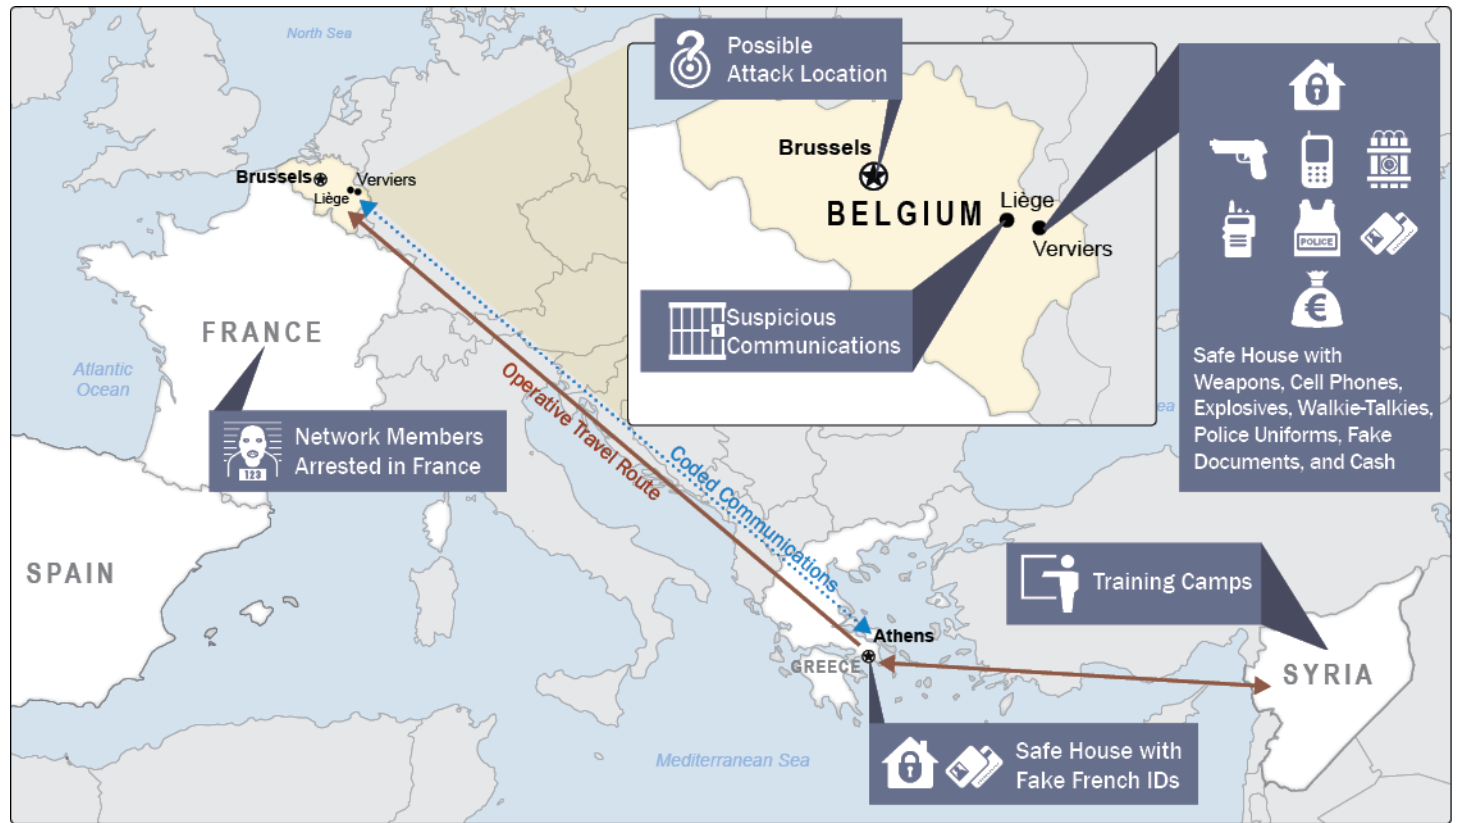 North Sea
Possible
Attack Location
Brussels
BELGIUM
Liège
Verviers
Suspicious
Communications
POLICE
€
Safe House with
Weapons, Cell Phones,
Explosives, Walkie-Talkies,
Police Uniforms, Fake
Documents, and Cash
Brussels
Verviers
Liège
FRANCE
Atlantic
Ocean
Network Members
Arrested in France
123
Operative Travel Route
Coded Communications
ea
SPAIN
Training Camps
SYRIA
Athens
GREECE
Mediterranean Sea
Safe House with
Fake French IDs